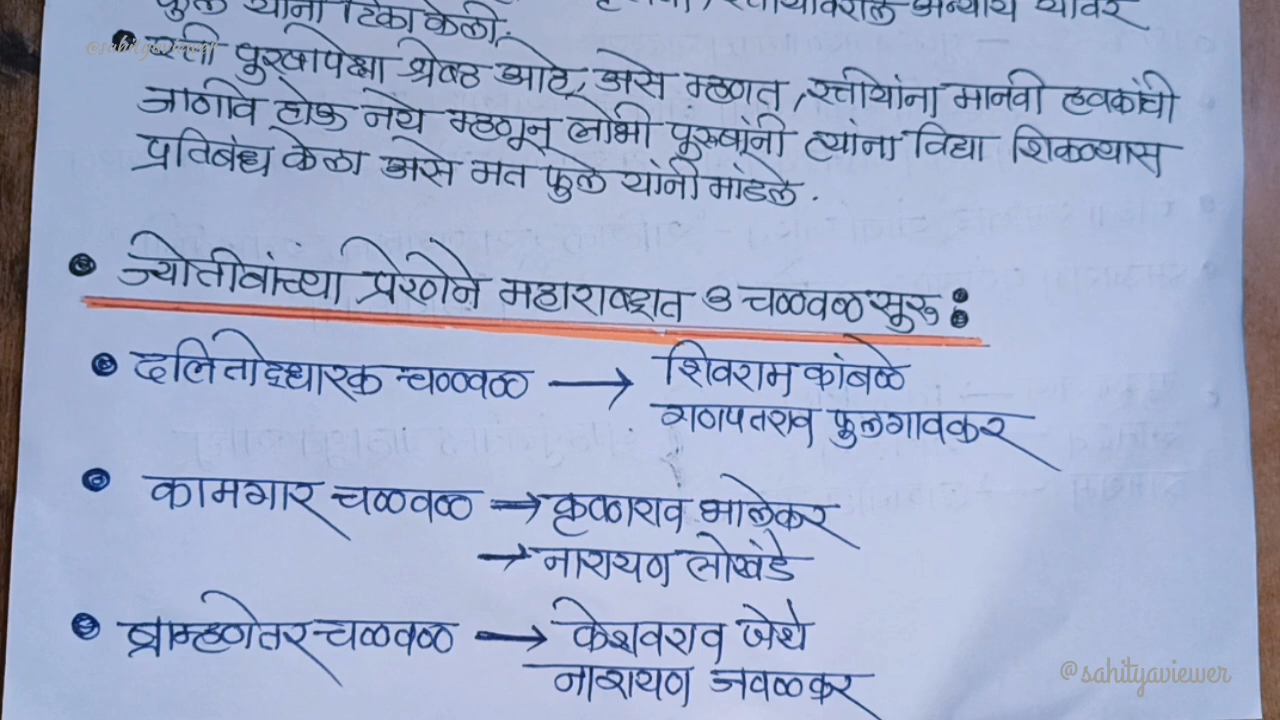 फुले यांनी टिका केली.
स्त्री पुरुषापेक्षा श्रेष्ठ आहे, असे म्हणत, स्त्रीयांना मानवी हक्कांची
जाणीव होऊ नये म्हणून लोभी पुरुषांनी त्यांना विद्या शिकण्यास
प्रतिबंध केला असे मत फुले यांनी मांडले.
ज्योतीबांच्या प्रेरणेने महाराष्ट्रात ३ चळवळ सुरु :
दलितोद्धारक चळवळ → शिवराम कांबळे
गणपतराव फुलगावकर
कामगार चळवळ → कृष्णराव भालेकर
→ नारायण लोखंडे
ब्राम्हणेतर चळवळ → केशवराव जेधे
नारायण जवळकर
@sahityaviewer
@sahityaviewer